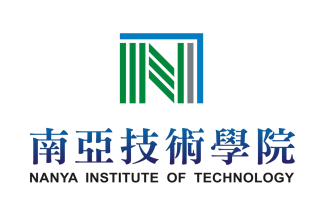 南亞技術學院
NANYA INSTITUTE OF TECHNOLOGY